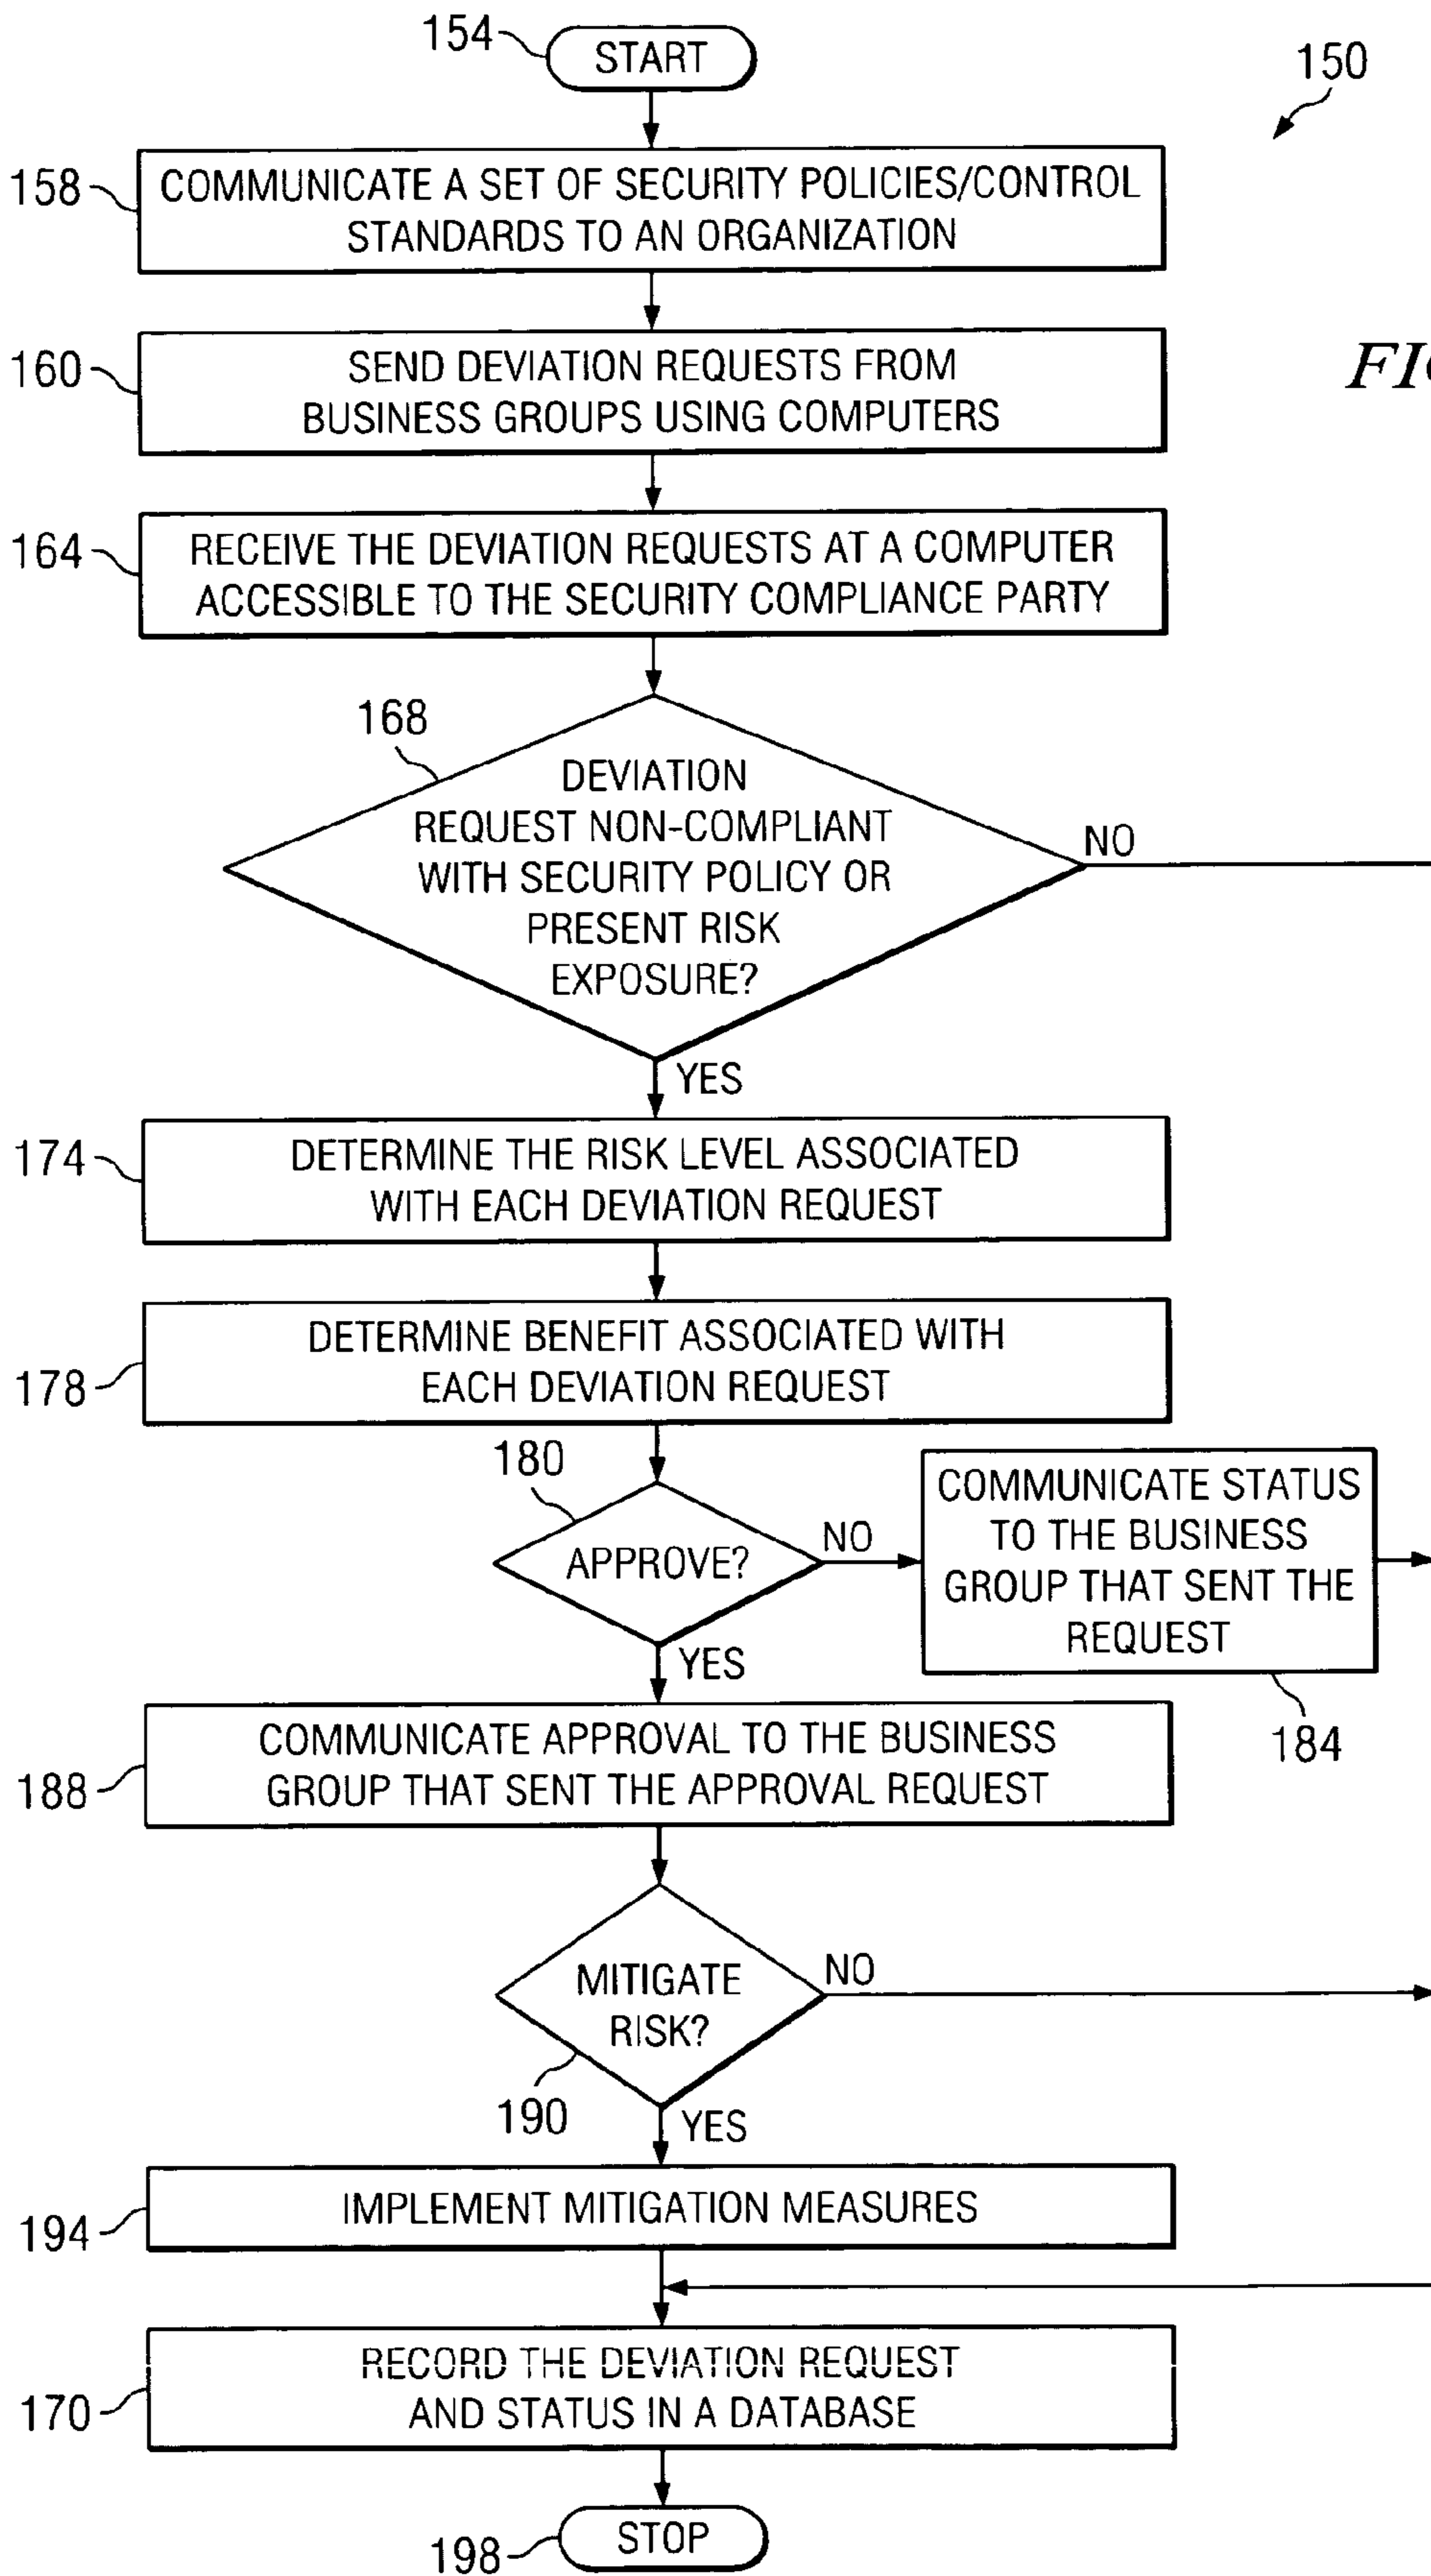 154
START
150
158
COMMUNICATE A SET OF SECURITY POLICIES/CONTROL
STANDARDS TO AN ORGANIZATION
160
SEND DEVIATION REQUESTS FROM
BUSINESS GROUPS USING COMPUTERS
FIG
164
RECEIVE THE DEVIATION REQUESTS AT A COMPUTER
ACCESSIBLE TO THE SECURITY COMPLIANCE PARTY
168
DEVIATION
REQUEST NON-COMPLIANT
WITH SECURITY POLICY OR
PRESENT RISK
EXPOSURE?
NO
YES
174
DETERMINE THE RISK LEVEL ASSOCIATED
WITH EACH DEVIATION REQUEST
178
DETERMINE BENEFIT ASSOCIATED WITH
EACH DEVIATION REQUEST
180
APPROVE?
NO
COMMUNICATE STATUS
TO THE BUSINESS
GROUP THAT SENT THE
REQUEST
184
YES
188
COMMUNICATE APPROVAL TO THE BUSINESS
GROUP THAT SENT THE APPROVAL REQUEST
MITIGATE
RISK?
NO
190
YES
194
IMPLEMENT MITIGATION MEASURES
170
RECORD THE DEVIATION REQUEST
AND STATUS IN A DATABASE
198
STOP